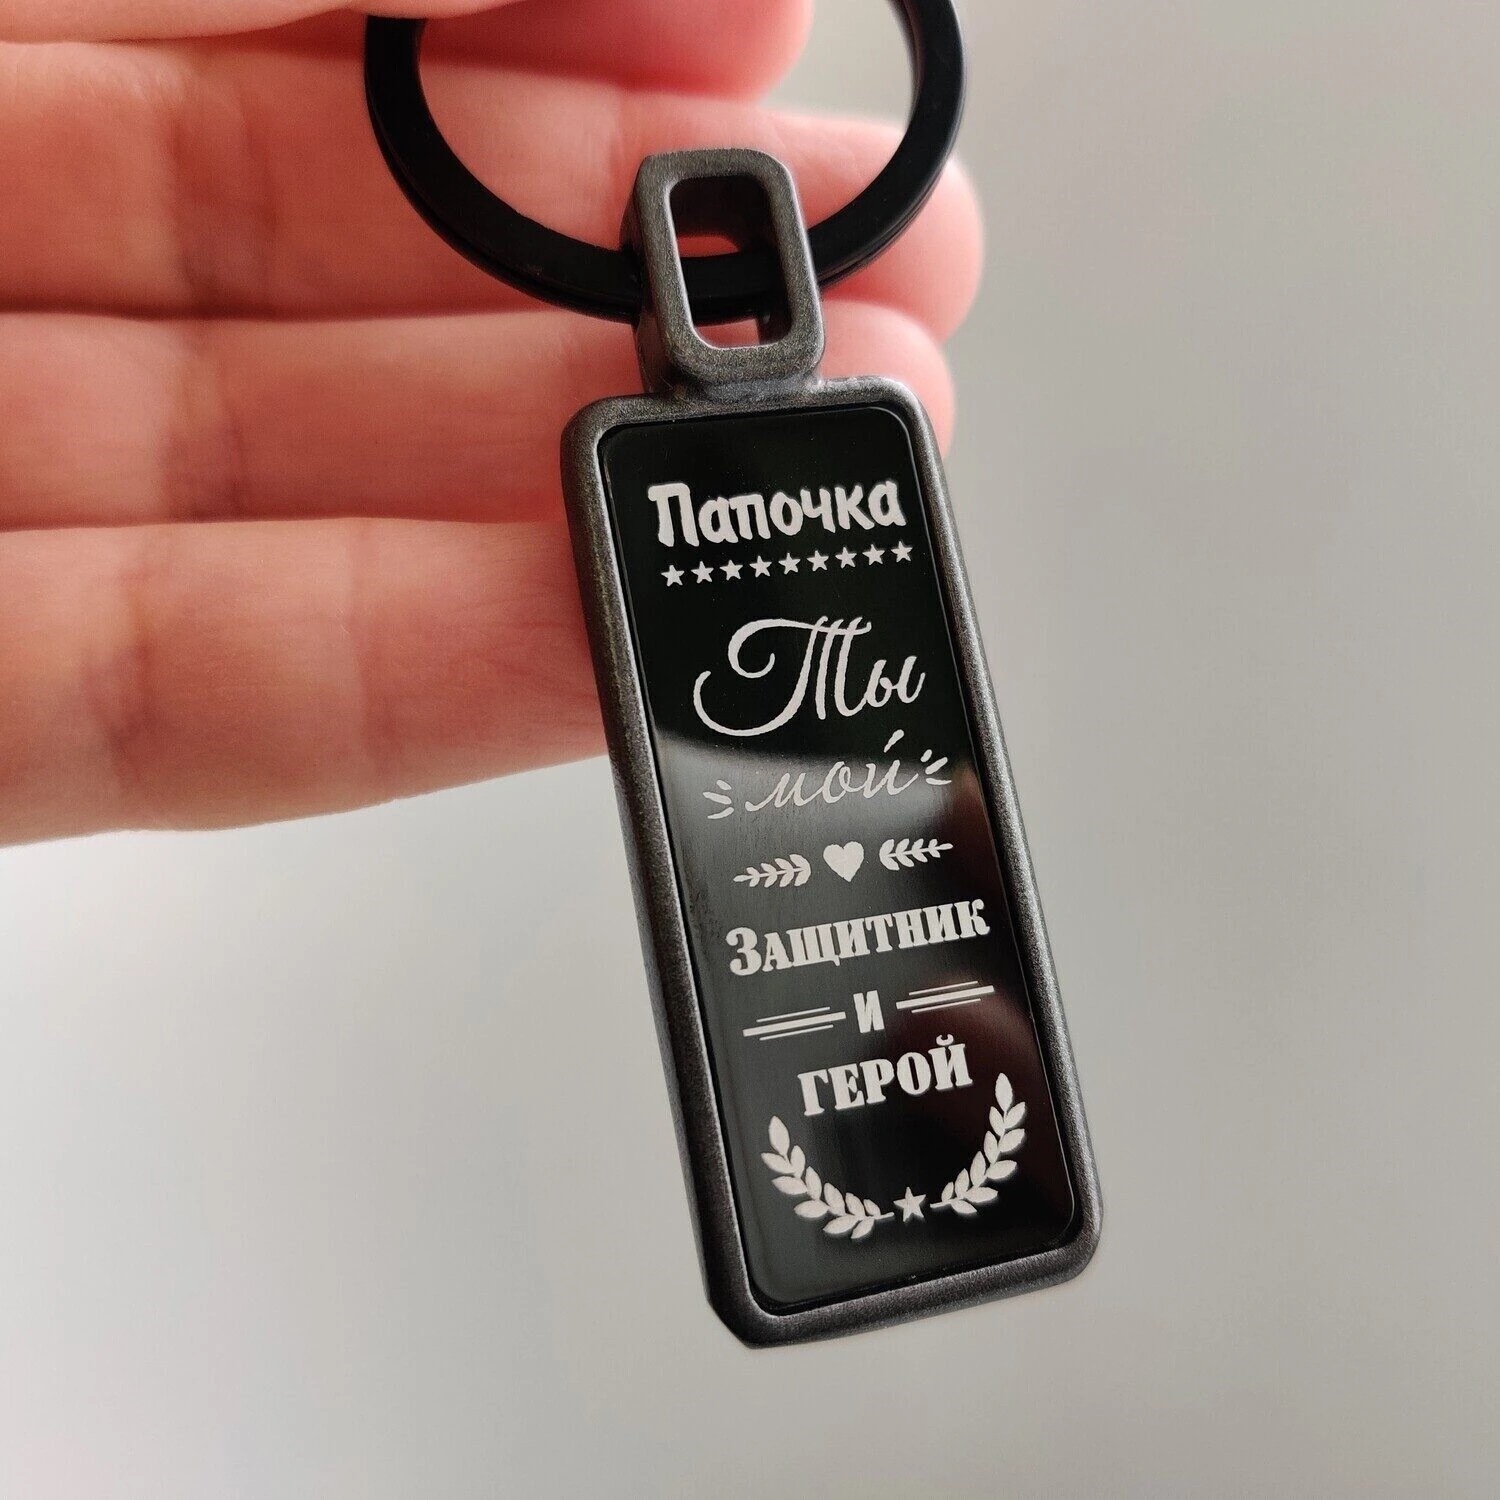 Папочка
Ты
мой
Защитник
и
герой